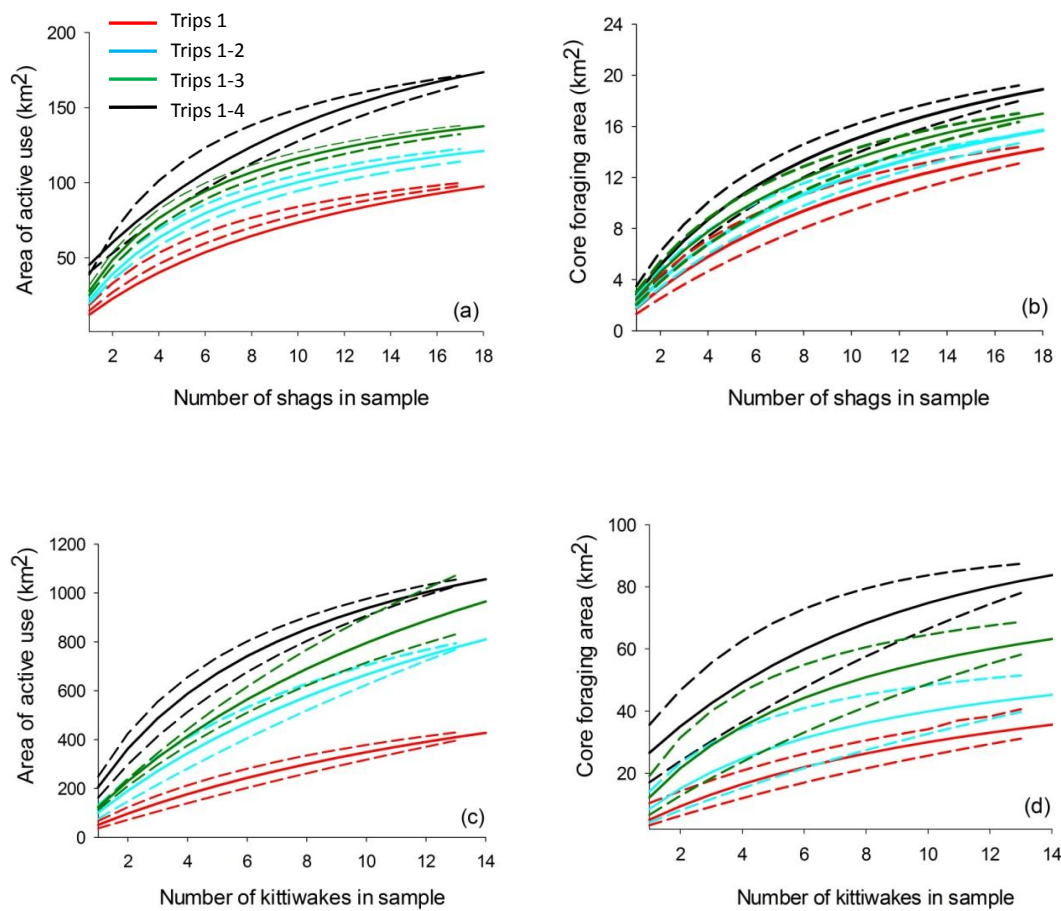 Trips 1
Trips 1-2
Trips 1-3
Trips 1-4
Area of active use (km²)
200
150
100
50
2 4 6 8 10 12 14 16 18
(a)
Number of shags in sample
Core foraging area (km²)
24
20
16
12
8
4
0
2 4 6 8 10 12 14 16 18
(b)
Number of shags in sample
Area of active use (km²)
1200
1000
800
600
400
200
0
2 4 6 8 10 12 14
(c)
Number of kittiwakes in sample
Core foraging area (km²)
100
80
60
40
20
2 4 6 8 10 12 14
(d)
Number of kittiwakes in sample